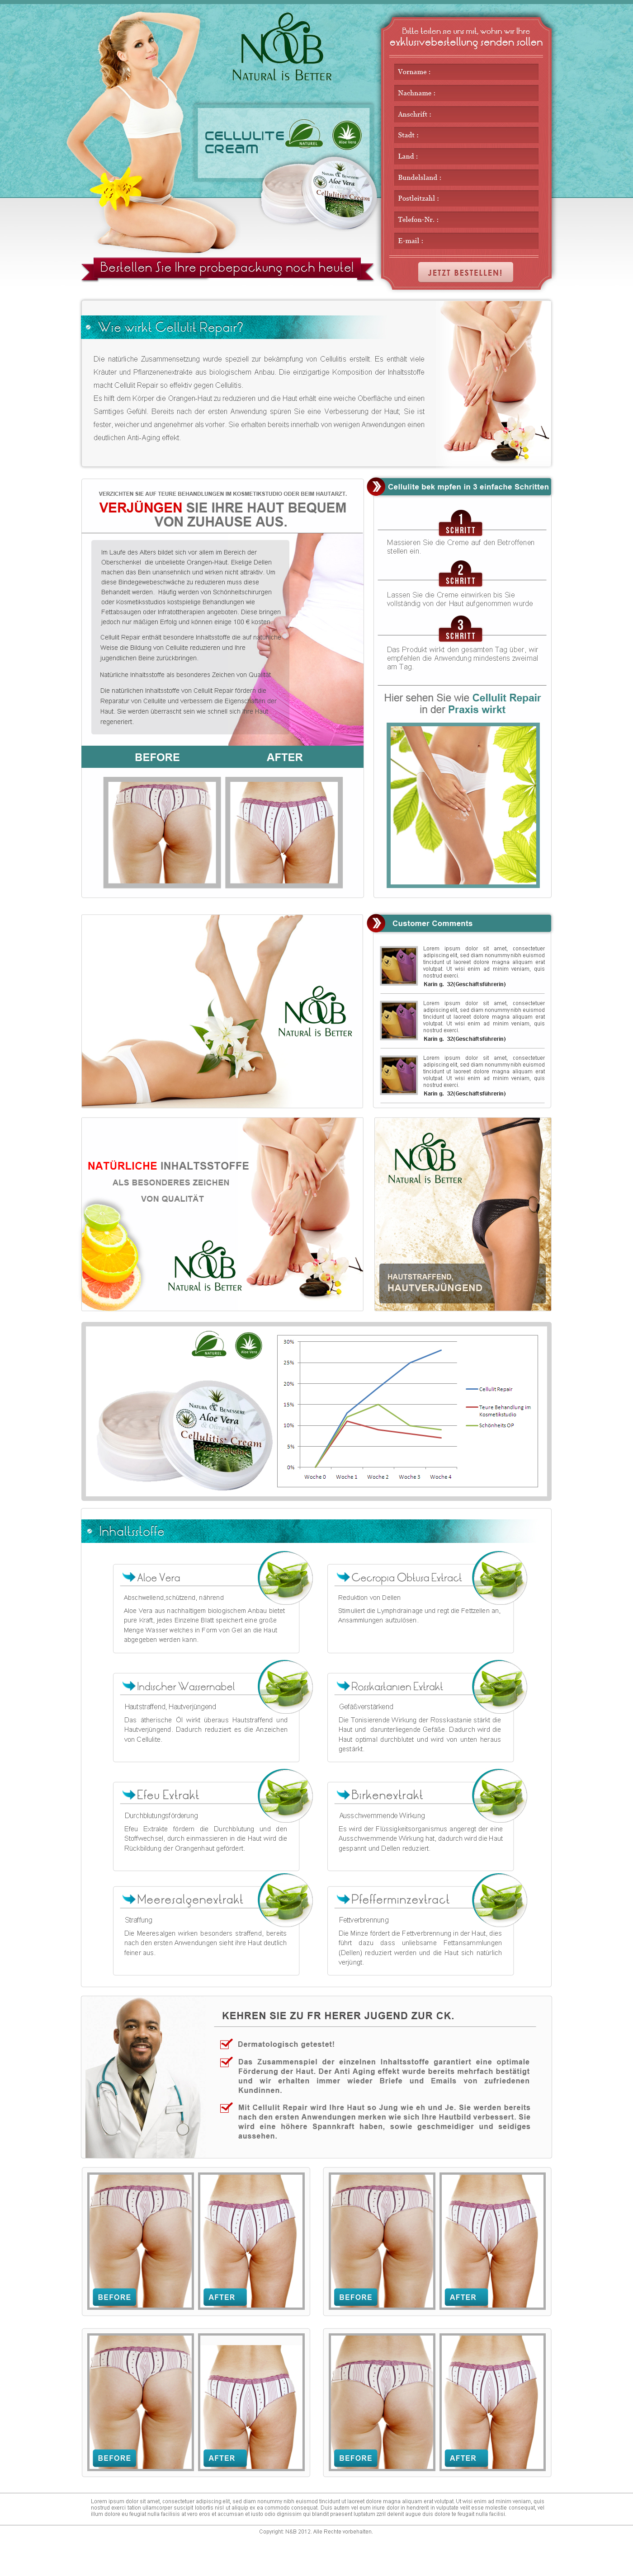 N&B
NATURAL IS BETTER
CELLULITE
CREAM
NATUREL
Aloe Vera
Aloe Vera
Cellulitis: Cream
Bestellen Sie Ihre probepackung noch heute!
Bitte teilen sie uns mit, wohin wir Ihre
exklusivebestellung senden sollen
Vorname :
Nachname :
Anschrift :
Stadt :
Land :
Bundelsland :
Postleitzahl :
Telefon-Nr. :
E-mail :
JETZT BESTELLEN!
Wie wirkt Cellulit Repair?
Die natürliche Zusammensetzung wurde speziell zur bekämpfung von Cellulitis erstellt. Es enthält viele
Kräuter und Pflanzenenextrakte aus biologischem Anbau. Die einzigartige Komposition der Inhaltsstoffe
macht Cellulit Repair so effektiv gegen Cellulitis.
Es hilft dem Körper die Orangen-Haut zu reduzieren und die Haut erhält eine weiche Oberfläche und einen
Samtiges Gefühl. Bereits nach der ersten Anwendung spüren Sie eine Verbesserung der Haut, Sie ist
fester, weicher und angenehmer als vorher. Sie erhalten bereits innerhalb von wenigen Anwendungen einen
deutlichen Anti-Aging effekt.
VERZICHTEN SIE AUF TEURE BEHANDLUNGEN IM KOSMETIKSTUDIO ODER BEIM HAUTARZT.
VERJÜNGEN SIE IHRE HAUT BEQUEM
VON ZUHAUSE AUS.
Im Laufe des Alters bildet sich vor allem im Bereich der
Oberschenkel die unbeliebte Orangen-Haut. Ekelige Dellen
machen das Bein unansehnlich und wirken nicht attraktiv. Um
diese Bindegewebeschwäche zu reduzieren muss diese
Behandelt werden. Häufig werden von Schönheitschirurgen
oder Kosmetiksstudios kostspielige Behandlungen wie
Fettabsaugen oder Infrarottherapien angeboten. Diese bringen
jedoch nur mäßigen Erfolg und können einige 100 € kosten.
Cellulit Repair enthält besondere Inhaltsstoffe die auf natürliche
Weise die Bildung von Cellulite reduzieren und Ihre
jugendlichen Beine zurückbringen.
Natürliche Inhaltsstoffe als besonderes Zeichen von Qualität
Die natürlichen Inhaltsstoffe von Cellulit Repair fördern die
Reparatur von Cellulite und verbessern die Eigenschaften der
Haut. Sie werden überrascht sein wie schnell sich Ihre Haut
regeneriert.
BEFORE
AFTER
Cellulite bek mpfen in 3 einfache Schritten
1
SCHRITT
Massieren Sie die Creme auf den Betroffenen
stellen ein.
2
SCHRITT
Lassen Sie die Creme einwirken bis Sie
vollständig von der Haut aufgenommen wurde
3
SCHRITT
Das Produkt wirkt den gesamten Tag über, wir
empfehlen die Anwendung mindestens zweimal
am Tag.
Hier sehen Sie wie Cellulit Repair
in der Praxis wirkt
N&B
NATURAL IS BETTER
Customer Comments
Lorem ipsum dolor sit amet, consectetuer
adipiscing elit, sed diam nonummy nibh euismod
tincidunt ut laoreet dolore magna aliquam erat
volutpat. Ut wisi enim ad minim veniam, quis
nostrud exerci.
Karin g. 32(Geschäftsführerin)
Lorem ipsum dolor sit amet, consectetuer
adipiscing elit, sed diam nonummy nibh euismod
tincidunt ut laoreet dolore magna aliquam erat
volutpat. Ut wisi enim ad minim veniam, quis
nostrud exerci.
Karin g. 32(Geschäftsführerin)
Lorem ipsum dolor sit amet, consectetuer
adipiscing elit, sed diam nonummy nibh euismod
tincidunt ut laoreet dolore magna aliquam erat
volutpat. Ut wisi enim ad minim veniam, quis
nostrud exerci.
Karin g. 32(Geschäftsführerin)
NATÜRLICHE INHALTSSTOFFE
ALS BESONDERES ZEICHEN
VON QUALITÄT
N&B
NATURAL IS BETTER
N&B
NATURAL IS BETTER
HAUTSTRAFFEND,
HAUTVERJÜNGEND
NATUREL
Aloe Vera
NATURA BENESSERE
Aloe Vera
Cellulitis: Cream
30%
25%
20%
15%
10%
5%
0%
Woche 0 Woche 1 Woche 2 Woche 3 Woche 4
Cellulit Repair
Teure Behandlung im
Kosmetikstudio
Schönheits OP
Inhaltsstoffe
Aloe Vera
Abschwellend,schützend, nährend
Aloe Vera aus nachhaltigem biologischem Anbau bietet
pure Kraft, jedes Einzelne Blatt speichert eine große
Menge Wasser welches in Form von Gel an die Haut
abgegeben werden kann.
Cecropia Obtusa Extract
Reduktion von Dellen
Stimuliert die Lymphdrainage und regt die Fettzellen an,
Ansammlungen aufzulösen.
Indischer Wassernabel
Hautstraffend, Hautverjüngend
Das ätherische Öl wirkt überaus Hautstraffend und
Hautverjüngend. Dadurch reduziert es die Anzeichen
von Cellulite.
Rosskastanien Extrakt
Gefäßverstärkend
Die Tonisierende Wirkung der Rosskastanie stärkt die
Haut und darunterliegende Gefäße. Dadurch wird die
Haut optimal durchblutet und wird von unten heraus
gestärkt.
Efeu Extrakt
Durchblutungsförderung
Efeu Extrakte fördern die Durchblutung und den
Stoffwechsel, durch einmassieren in die Haut wird die
Rückbildung der Orangenhaut gefördert.
Birkenextrakt
Ausschwemmende Wirkung
Es wird der Flüssigkeitsorganismus angeregt der eine
Ausschwemmende Wirkung hat, dadurch wird die Haut
gespannt und Dellen reduziert.
Meeresalgenextrakt
Straffung
Die Meeresalgen wirken besonders straffend, bereits
nach den ersten Anwendungen sieht ihre Haut deutlich
feiner aus.
Pfefferminzextract
Fettverbrennung
Die Minze fördert die Fettverbrennung in der Haut, dies
führt dazu dass unliebsame Fettansammlungen
(Dellen) reduziert werden und die Haut sich natürlich
verjüngt.
KEHREN SIE ZU FR HERER JUGEND ZUR CK.
Dermatologisch getestet!
Das Zusammenspiel der einzelnen Inhaltsstoffe garantiert eine optimale
Förderung der Haut. Der Anti Aging effekt wurde bereits mehrfach bestätigt
und wir erhalten immer wieder Briefe und Emails von zufriedenen
Kundinnen.
Mit Cellulit Repair wird Ihre Haut so Jung wie eh und Je. Sie werden bereits
nach den ersten Anwendungen merken wie sich Ihre Hautbild verbessert. Sie
wird eine höhere Spannkraft haben, sowie geschmeidiger und seidiges
aussehen.
BEFORE
AFTER
BEFORE
AFTER
BEFORE
AFTER
BEFORE
AFTER
Lorem ipsum dolor sit amet, consectetuer adipiscing elit, sed diam nonummy nibh euismod tincidunt ut laoreet dolore magna aliquam erat volutpat. Ut wisi enim ad minim veniam, quis
nostrud exerci tation ullamcorper suscipit lobortis nisl ut aliquip ex ea commodo consequat. Duis autem vel eum iriure dolor in hendrerit in vulputate velit esse molestie consequat, vel
illum dolore eu feugiat nulla facilisis at vero eros et accumsan et iusto odio dignissim qui blandit praesent luptatum zzril delenit augue duis dolore te feugait nulla facilisi.
Copyright N&B 2012. Alle Rechte vorbehalten.